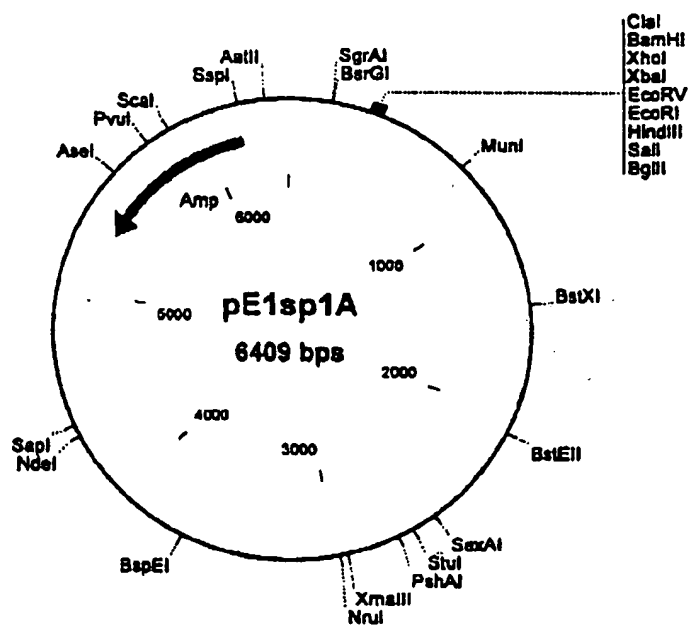 ClaI
BamHI
XhoI
XbaI
EcoRV
EcoRI
HindIII
SalI
BglII
AatII
SspI
SgrAI
BsrGI
ScaI
PvuI
AseI
MunI
Amp
6000
1000
pE1sp1A
6409 bps
5000
BstXI
2000
4000
3000
SapI
NdeI
BstEII
BspEI
SexAI
StuI
PshAI
XmaIII
NruI